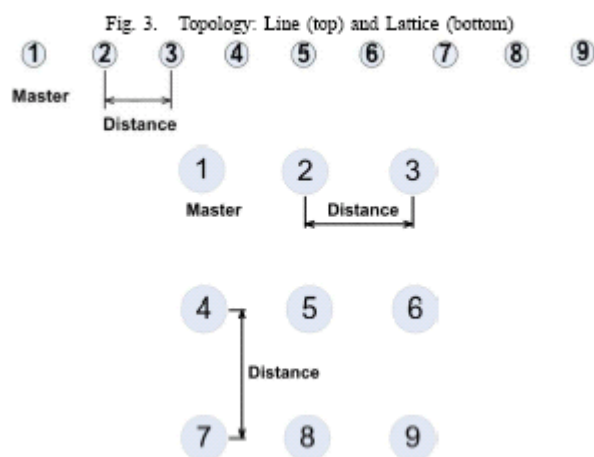 Fig. 3. Topology: Line (top) and Lattice (bottom)
1 2 3 4 5 6 7 8 9
Master
Distance
1 2 3
Master Distance
4 5 6
Distance
7 8 9